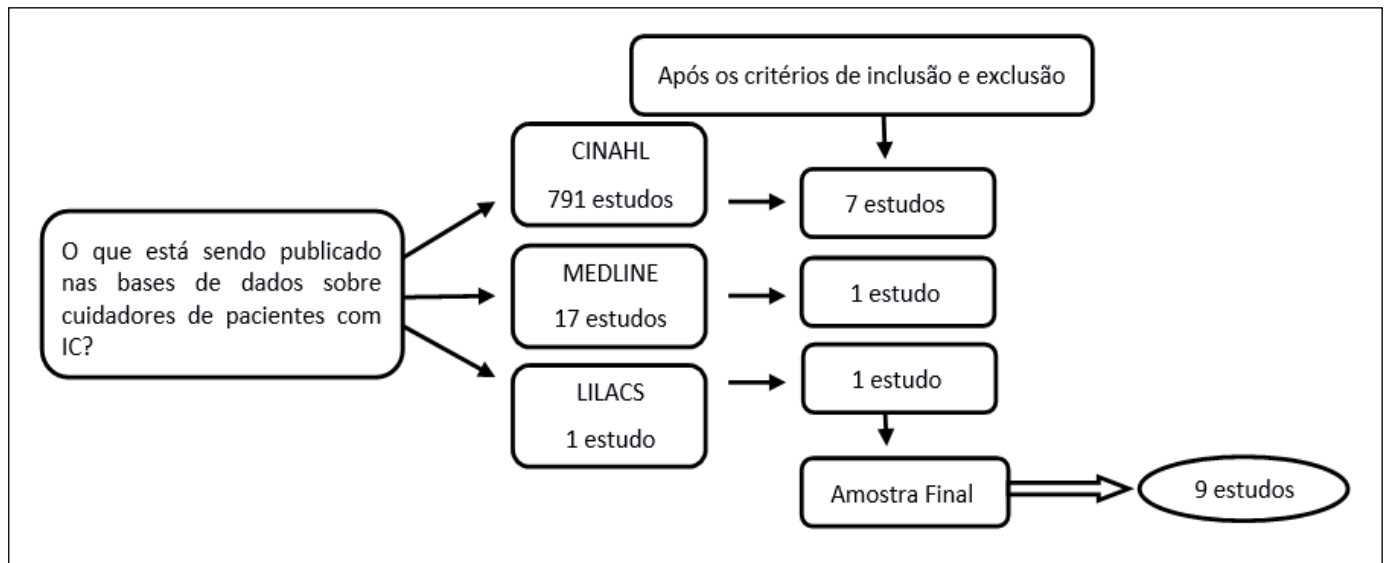 Após os critérios de inclusão e exclusão
O que está sendo publicado
nas bases de dados sobre
cuidadores de pacientes com
IC?
CINAHL
791 estudos
7 estudos
MEDLINE
17 estudos
1 estudo
LILACS
1 estudo
1 estudo
Amostra Final
9 estudos